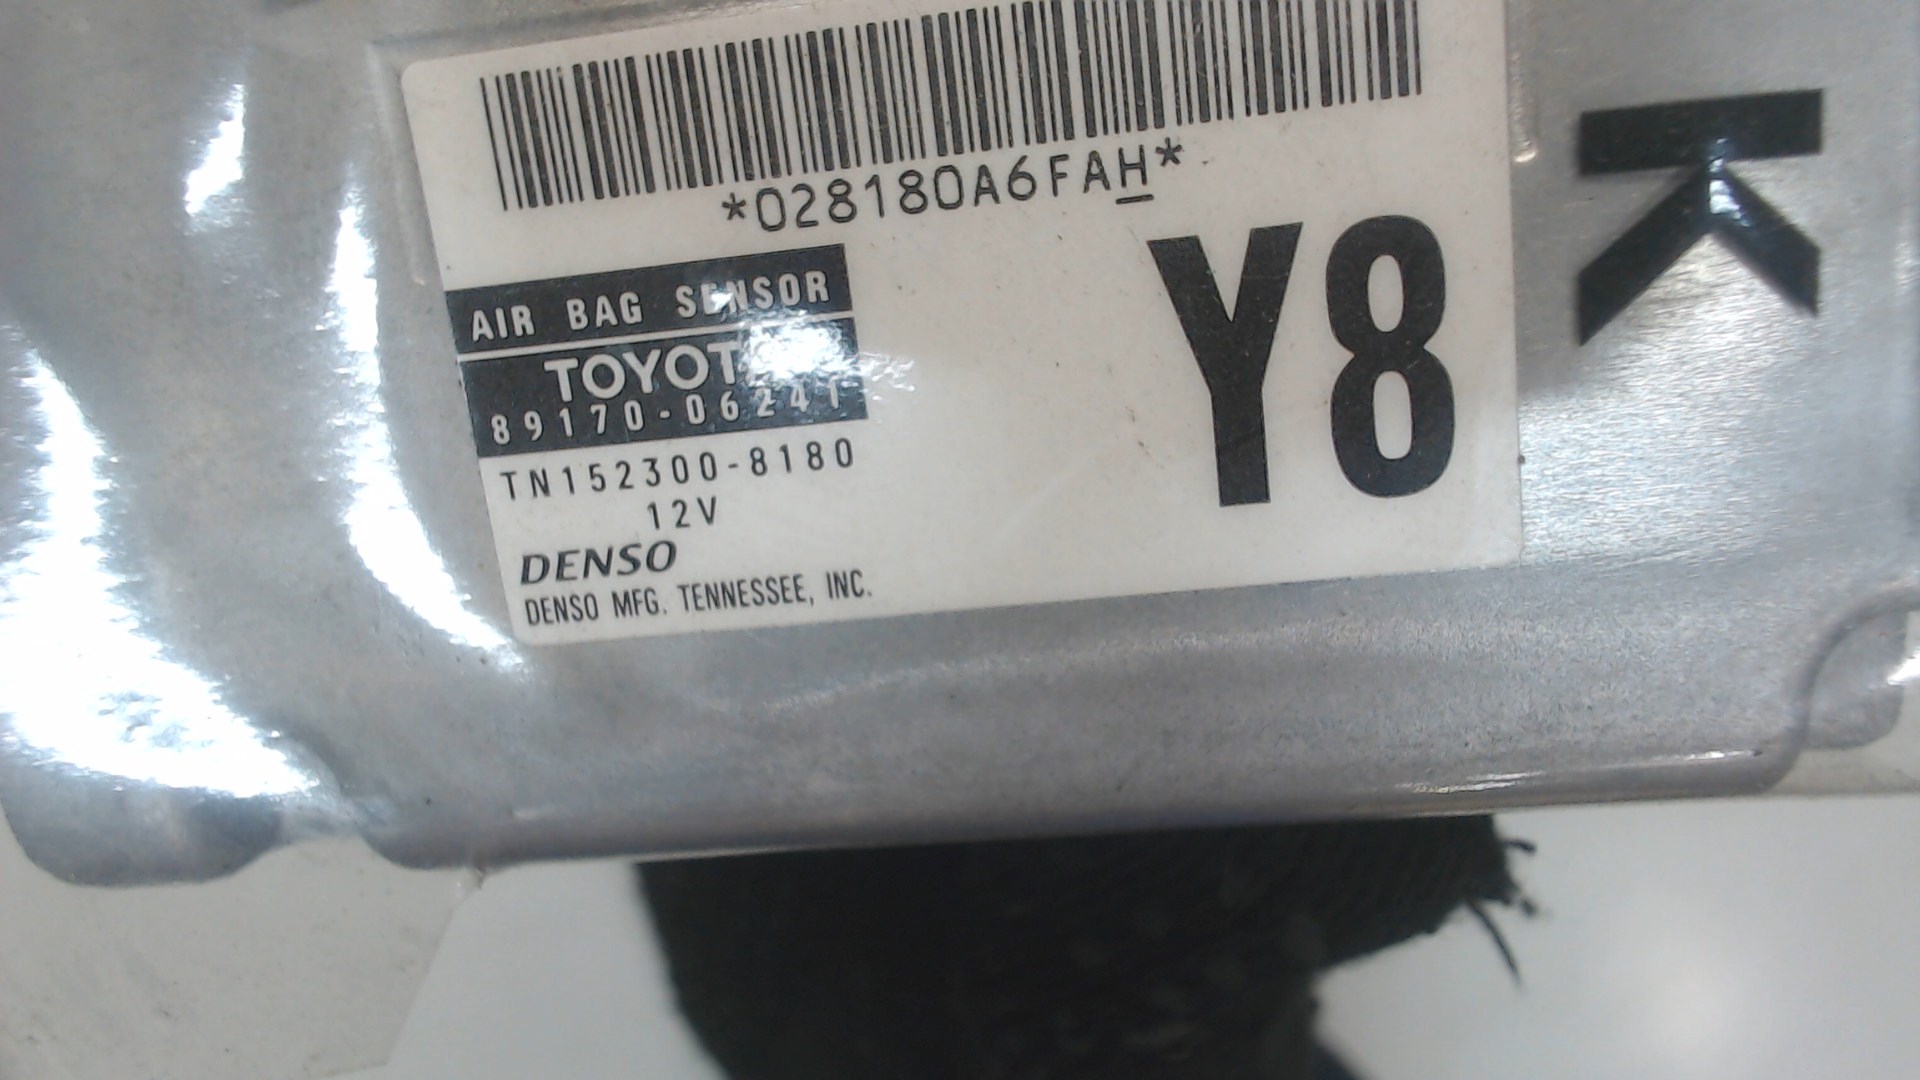 *028180A6FAH*
AIR BAG SENSOR
TOYOTA
89170-06241
TN152300-8180
12V
DENSO
DENSO MFG. TENNESSEE, INC.
Y8
K